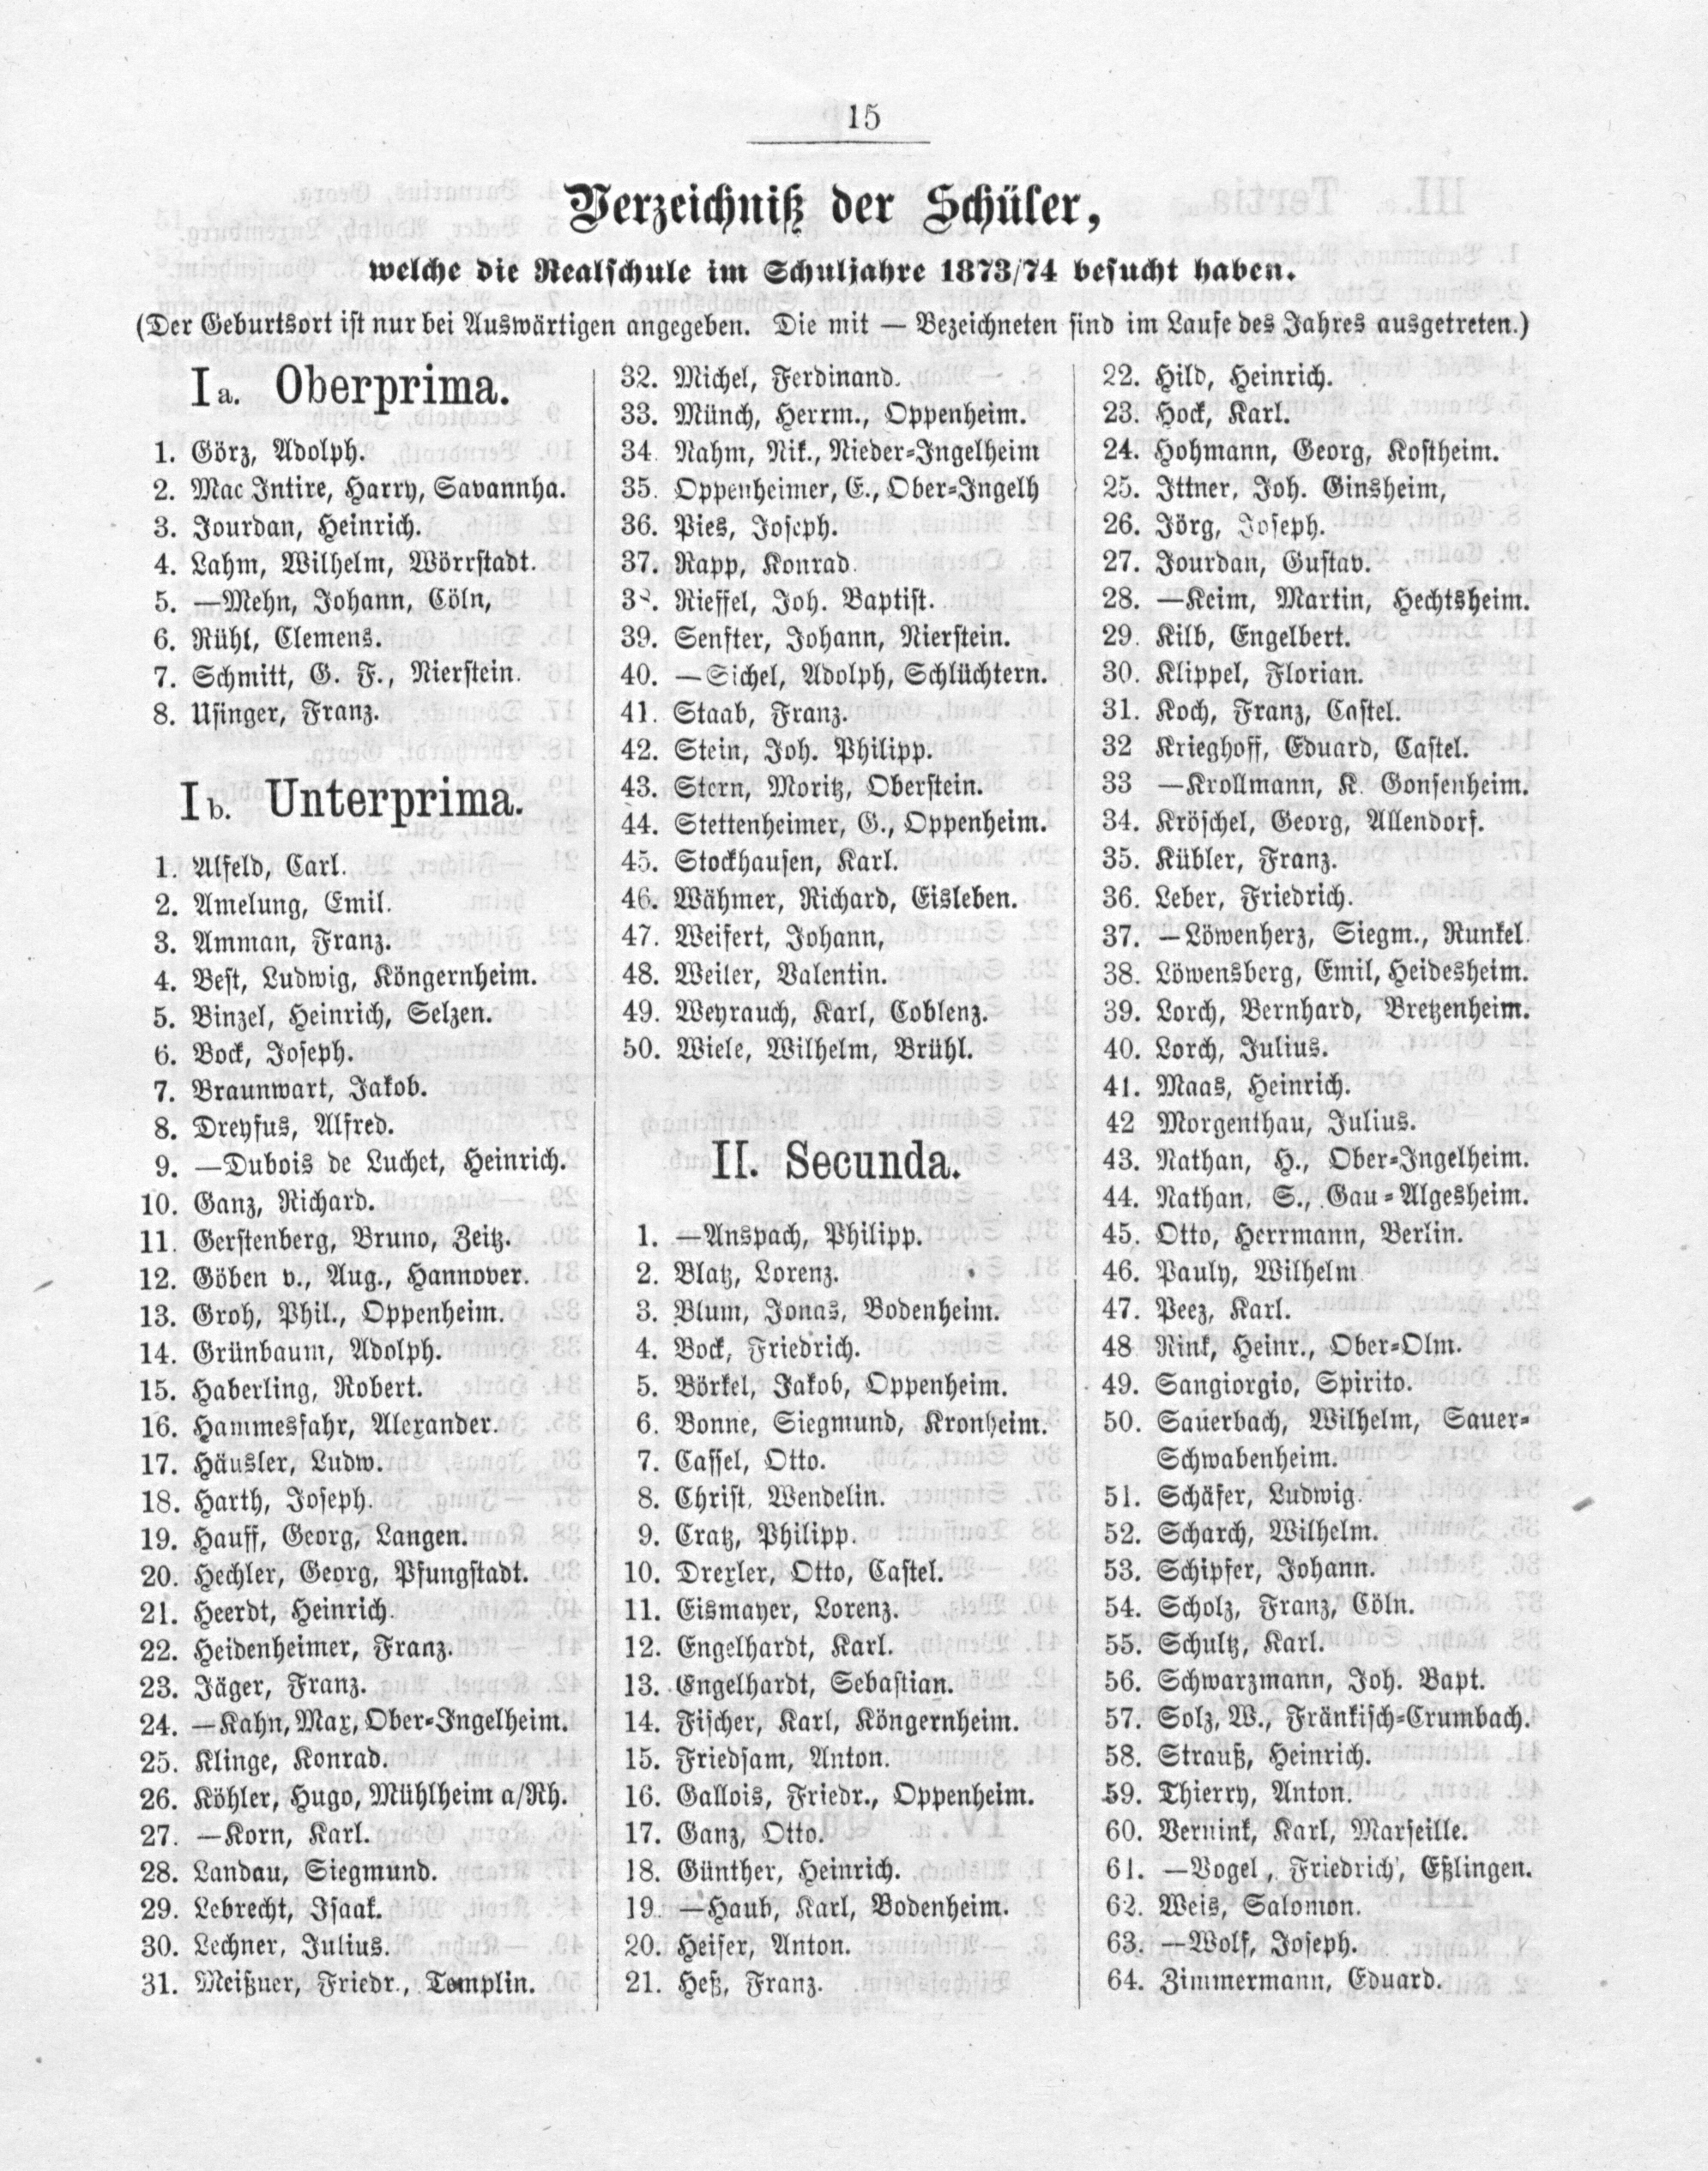 15
Verzeichniß der Schüler,
welche die Realschule im Schuljahre 1873/74 besucht haben.
(Der Geburtsort ist nur bei Auswärtigen angegeben. Die mit — Bezeichneten sind im Laufe des Jahres ausgetreten.)
I a. Oberprima.
1. Görz, Adolph.
2. Mac Intire, Harry, Savannha.
3. Jourdan, Heinrich.
4. Lahm, Wilhelm, Wörrstadt.
5. —Mehn, Johann, Cöln,
6. Rühl, Clemens.
7. Schmitt, G. F., Nierstein.
8. Usinger, Franz.
I b. Unterprima.
1. Alfeld, Carl.
2. Amelung, Emil.
3. Amman, Franz.
4. Best, Ludwig, Köngernheim.
5. Binzel, Heinrich, Selzen.
6. Bock, Joseph.
7. Braunwart, Jakob.
8. Dreyfus, Alfred.
9. —Dubois de Luchet, Heinrich.
10. Ganz, Richard.
11. Gerstenberg, Bruno, Zeitz.
12. Göben v., Aug., Hannover.
13. Groh, Phil., Oppenheim.
14. Grünbaum, Adolph.
15. Haberling, Robert.
16. Hammesfahr, Alexander.
17. Häusler, Ludw.
18. Harth, Joseph.
19. Hauff, Georg, Langen.
20. Hechler, Georg, Pfungstadt.
21. Heerdt, Heinrich.
22. Heidenheimer, Franz.
23. Jäger, Franz.
24. —Kahn, Max, Ober-Ingelheim.
25. Klinge, Konrad.
26. Köhler, Hugo, Mühlheim a/Rh.
27. —Korn, Karl.
28. Landau, Siegmund.
29. Lebrecht, Isaak.
30. Lechner, Julius.
31. Meißner, Friedr., Templin.
32. Michel, Ferdinand.
33. Münch, Herrm., Oppenheim.
34. Nahm, Nik., Nieder-Ingelheim
35. Oppenheimer, E., Ober-Ingelh
36. Pies, Joseph.
37. Rapp, Konrad.
38. Rieffel, Joh. Baptist.
39. Senfter, Johann, Nierstein.
40. —Sichel, Adolph, Schlüchtern.
41. Staab, Franz.
42. Stein, Joh. Philipp.
43. Stern, Moritz, Oberstein.
44. Stettenheimer, G., Oppenheim.
45. Stockhausen, Karl.
46. Wähmer, Richard, Eisleben.
47. Weifert, Johann,
48. Weiler, Valentin.
49. Weyrauch, Karl, Coblenz.
50. Wiele, Wilhelm, Brühl.
II. Secunda.
1. —Anspach, Philipp.
2. Blatz, Lorenz.
3. Blum, Jonas, Bodenheim.
4. Bock, Friedrich.
5. Börkel, Jakob, Oppenheim.
6. Bonne, Siegmund, Kronheim.
7. Cassel, Otto.
8. Christ, Wendelin.
9. Cratz, Philipp.
10. Drexler, Otto, Castel.
11. Eismayer, Lorenz.
12. Engelhardt, Karl.
13. Engelhardt, Sebastian.
14. Fischer, Karl, Köngernheim.
15. Friedsam, Anton.
16. Gallois, Friedr., Oppenheim.
17. Ganz, Otto.
18. Günther, Heinrich.
19. —Haub, Karl, Bodenheim.
20. Heiser, Anton.
21. Heß, Franz.
22. Hild, Heinrich.
23. Hock, Karl.
24. Hohmann, Georg, Kostheim.
25. Ittner, Joh. Ginsheim,
26. Jörg, Joseph.
27. Jourdan, Gustav.
28. —Keim, Martin, Hechtsheim.
29. Kilb, Engelbert.
30. Klippel, Florian.
31. Koch, Franz, Castel.
32 Krieghoff, Eduard, Castel.
33 —Krollmann, K. Gonsenheim.
34. Kröschel, Georg, Allendorf.
35. Kübler, Franz.
36. Leber, Friedrich.
37. —Löwenherz, Siegm., Runkel.
38. Löwensberg, Emil, Heidesheim.
39. Lorch, Bernhard, Bretzenheim.
40. Lorch, Julius.
41. Maas, Heinrich.
42 Morgenthau, Julius.
43. Nathan, H., Ober-Ingelheim.
44. Nathan, S., Gau-Algesheim.
45. Otto, Herrmann, Berlin.
46. Pauly, Wilhelm
47. Peez, Karl.
48 Rink, Heinr., Ober-Olm.
49. Sangiorgio, Spirito.
50. Sauerbach, Wilhelm, Sauer-
Schwabenheim.
51. Schäfer, Ludwig.
52. Scharch, Wilhelm.
53. Schipfer, Johann.
54. Scholz, Franz, Cöln.
55. Schultz, Karl.
56. Schwarzmann, Joh. Bapt.
57. Solz, W., Fränkisch-Crumbach.
58. Strauß, Heinrich.
59. Thierry, Anton.
60. Vernink, Karl, Marseille.
61. —Vogel, Friedrich, Eßlingen.
62. Weis, Salomon.
63. —Wolf, Joseph.
64. Zimmermann, Eduard.